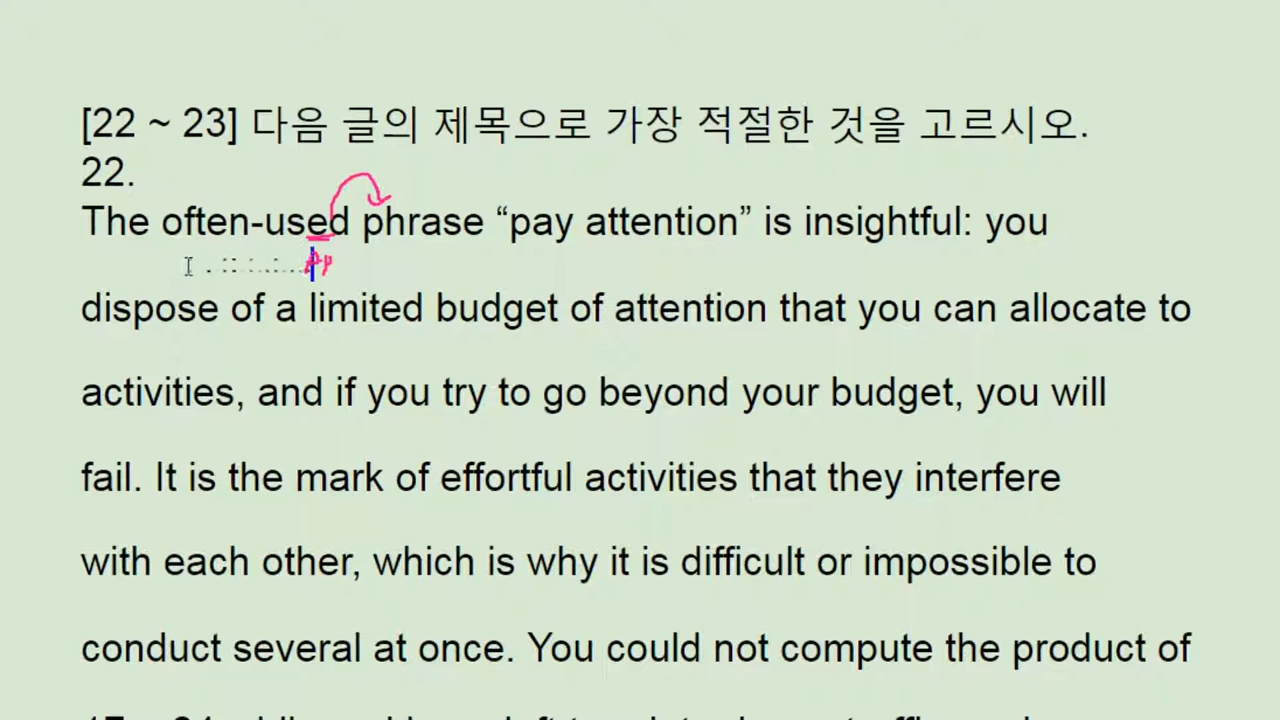 [22 ~ 23] 다음 글의 제목으로 가장 적절한 것을 고르시오.
22.
The often-used phrase “pay attention” is insightful: you
pp
dispose of a limited budget of attention that you can allocate to
activities, and if you try to go beyond your budget, you will
fail. It is the mark of effortful activities that they interfere
with each other, which is why it is difficult or impossible to
conduct several at once. You could not compute the product of